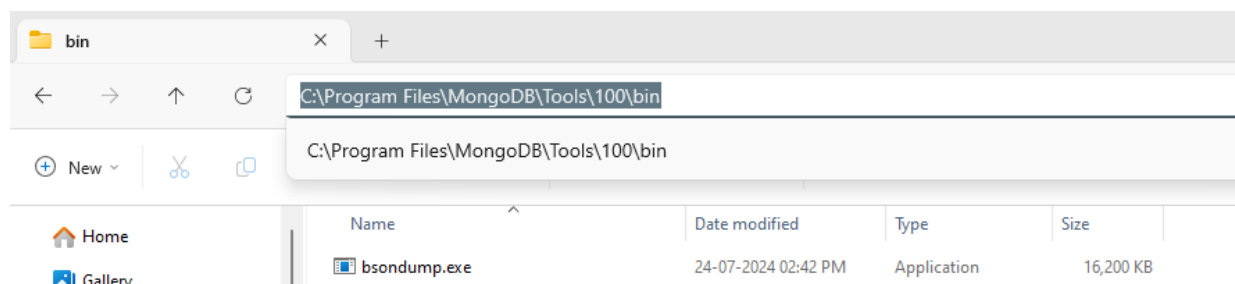 bin
C:\Program Files\MongoDB\Tools\100\bin
C:\Program Files\MongoDB\Tools\100\bin
New
Name Date modified Type Size
Home
bsondump.exe 24-07-2024 02:42 PM Application 16,200 KB
Gallery